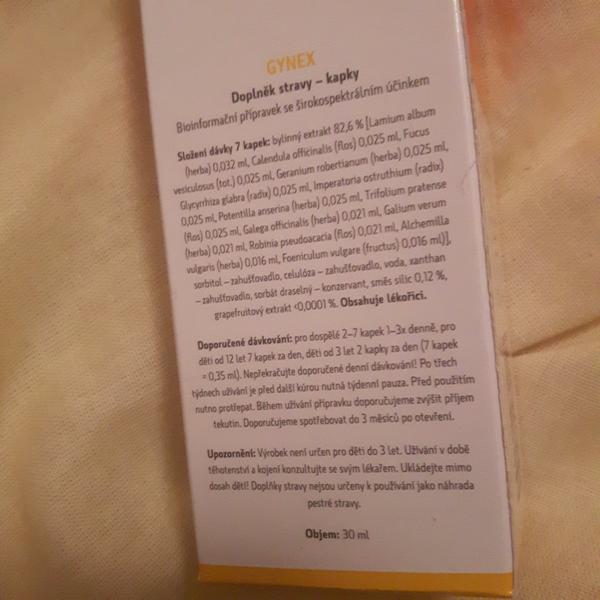 GYNEX
Doplněk stravy – kapky
Bioinformační přípravek se širokospektrálním účinkem
Složení dávky 7 kapek: bylinný extrakt 82,6 % [Lamium album
(herba) 0,032 ml, Calendula officinalis (flos) 0,025 ml, Fucus
vesiculosus (tot.) 0,025 ml, Geranium robertianum (herba) 0,025 ml,
Glycyrrhiza glabra (radix) 0,025 ml, Imperatoria ostruthium (radix)
0,025 ml, Potentilla anserina (herba) 0,025 ml, Trifolium pratense
(flos) 0,025 ml, Galega officinalis (herba) 0,021 ml, Galium verum
(herba) 0,021 ml, Robinia pseudoacacia (flos) 0,021 ml, Alchemilla
vulgaris (herba) 0,016 ml, Foeniculum vulgare (fructus) 0,016 ml)],
sorbitol – zahušťovadlo, celulóza – zahušťovadlo, voda, xanthan
– zahušťovadlo, sorbát draselný – konzervant, směs silic 0,12 %,
grapefruitový extrakt <0,0001 %. Obsahuje lékořici.
Doporučené dávkování: pro dospělé 2–7 kapek 1–3x denně, pro
děti od 12 let 7 kapek za den, děti od 3 let 2 kapky za den (7 kapek
= 0,35 ml). Nepřekračujte doporučené denní dávkování! Po třech
týdnech užívání je před další kúrou nutná týdenní pauza. Před použitím
nutno protřepat. Během užívání přípravku doporučujeme zvýšit příjem
tekutin. Doporučujeme spotřebovat do 3 měsíců po otevření.
Upozornění: Výrobek není určen pro děti do 3 let. Užívání v době
těhotenství a kojení konzultujte se svým lékařem. Ukládejte mimo
dosah dětí! Doplňky stravy nejsou určeny k používání jako náhrada
pestré stravy.
Objem: 30 ml